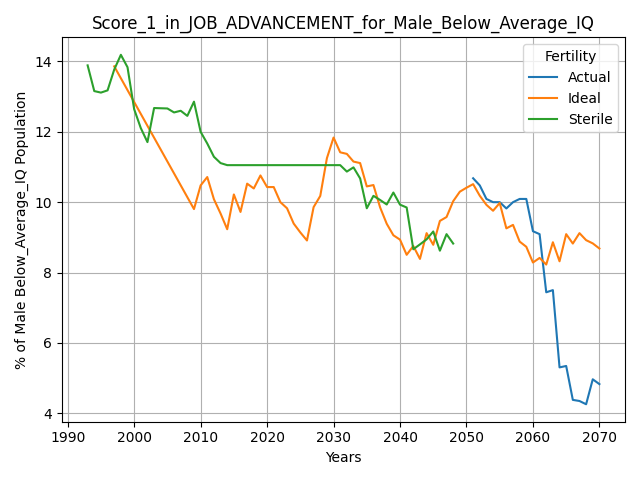 Score_1_in_JOB_ADVANCEMENT_for_Male_Below_Average_IQ
Fertility
Actual
Ideal
Sterile
% of Male Below_Average_IQ Population
14
12
10
8
6
4
1990 2000 2010 2020 2030 2040 2050 2060 2070
Years